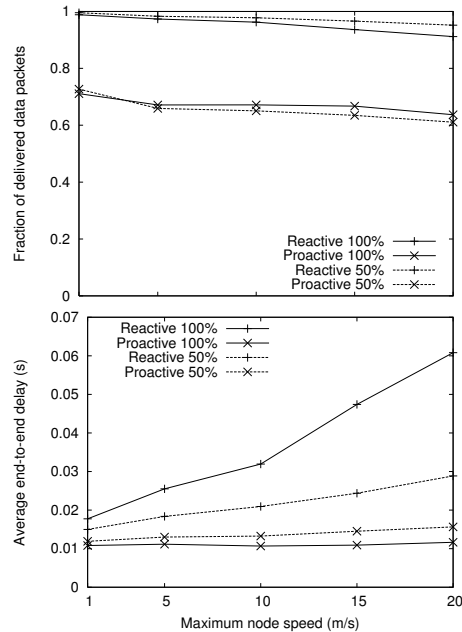 Fraction of delivered data packets
1
0.8
0.6
0.4
0.2
0
Reactive 100%
Proactive 100%
Reactive 50%
Proactive 50%
Average end-to-end delay (s)
0.07
0.06
0.05
0.04
0.03
0.02
0.01
0
Reactive 100%
Proactive 100%
Reactive 50%
Proactive 50%
1 5 10 15 20
Maximum node speed (m/s)